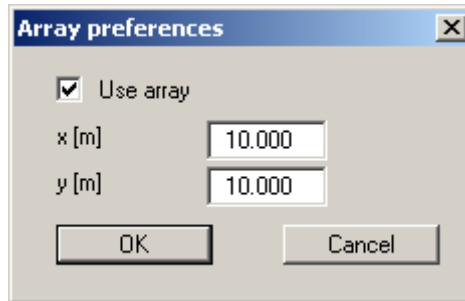 Array preferences
Use array
x [m] 10.000
y [m] 10.000
OK Cancel